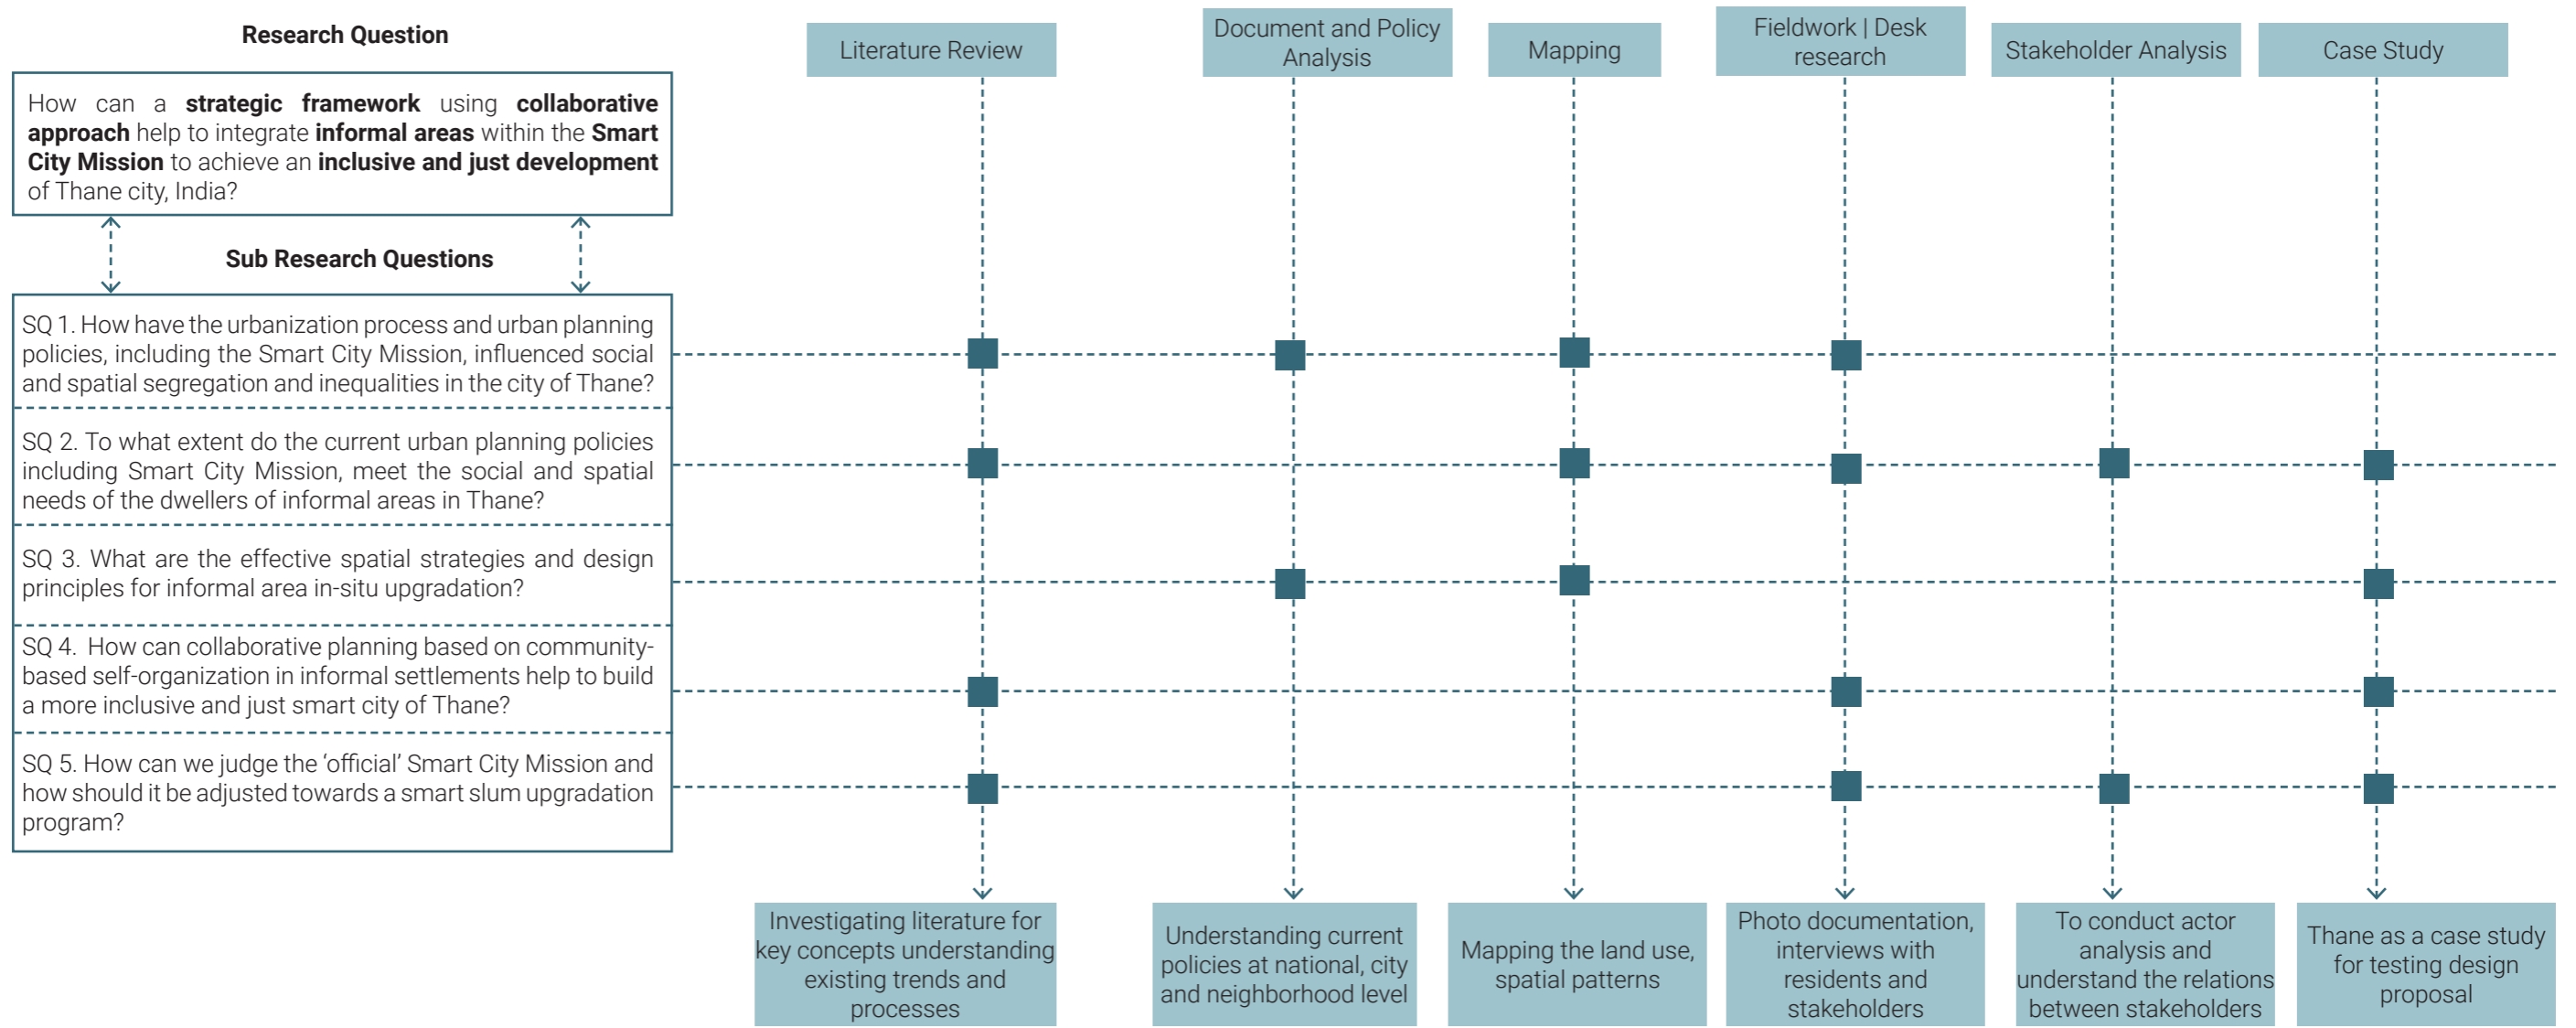 Research Question
How can a strategic framework using collaborative
approach help to integrate informal areas within the Smart
City Mission to achieve an inclusive and just development
of Thane city, India?
Sub Research Questions
SQ 1. How have the urbanization process and urban planning
policies, including the Smart City Mission, influenced social
and spatial segregation and inequalities in the city of Thane?
SQ 2. To what extent do the current urban planning policies
including Smart City Mission, meet the social and spatial
needs of the dwellers of informal areas in Thane?
SQ 3. What are the effective spatial strategies and design
principles for informal area in-situ upgradation?
SQ 4. How can collaborative planning based on community-
based self-organization in informal settlements help to build
a more inclusive and just smart city of Thane?
SQ 5. How can we judge the ‘official’ Smart City Mission and
how should it be adjusted towards a smart slum upgradation
program?
Literature Review
Document and Policy
Analysis
Mapping
Fieldwork | Desk
research
Stakeholder Analysis
Case Study
Investigating literature for
key concepts understanding
existing trends and
processes
Understanding current
policies at national, city
and neighborhood level
Mapping the land use,
spatial patterns
Photo documentation,
interviews with
residents and
stakeholders
To conduct actor
analysis and
understand the relations
between stakeholders
Thane as a case study
for testing design
proposal